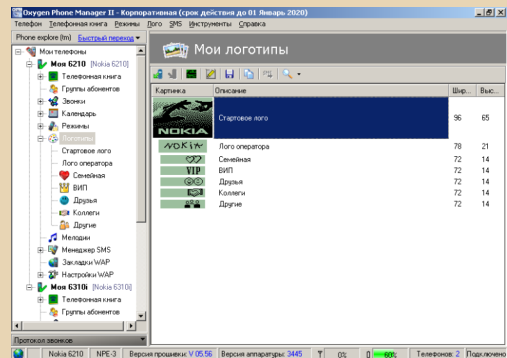 Oxygen Phone Manager II - Корпоративная (срок действия до 01 Январь 2020)
Телефон Телефонная книга Режимы Лого SMS Инструменты Справка
Phone explore (tm) Быстрый переход
Мои логотипы
Мои телефоны
Моя 6210 [Nokia 6210]
Телефонная книга
Группы абонентов
Звонки
Календарь
Режимы
Логотипы
Стартовое лого
Лого оператора
Семейная
ВИП
Друзья
Коллеги
Другие
Мелодии
Менеджер SMS
Закладки WAP
Настройки WAP
Моя 6310i [Nokia 6310i]
Телефонная книга
Группы абонентов
Протокол звонков
Картинка Описание Шир... Выс...
NOKIA Стартовое лого 96 65
NOKIA Лого оператора 78 21
Семейная 72 14
VIP ВИП 72 14
Друзья 72 14
Коллеги 72 14
Другие 72 14
Nokia 6210 NPE-3 Версия прошивки: V 05.56 Версия аппаратуры: 3445 0% 60% Телефонов: 2 Подключено